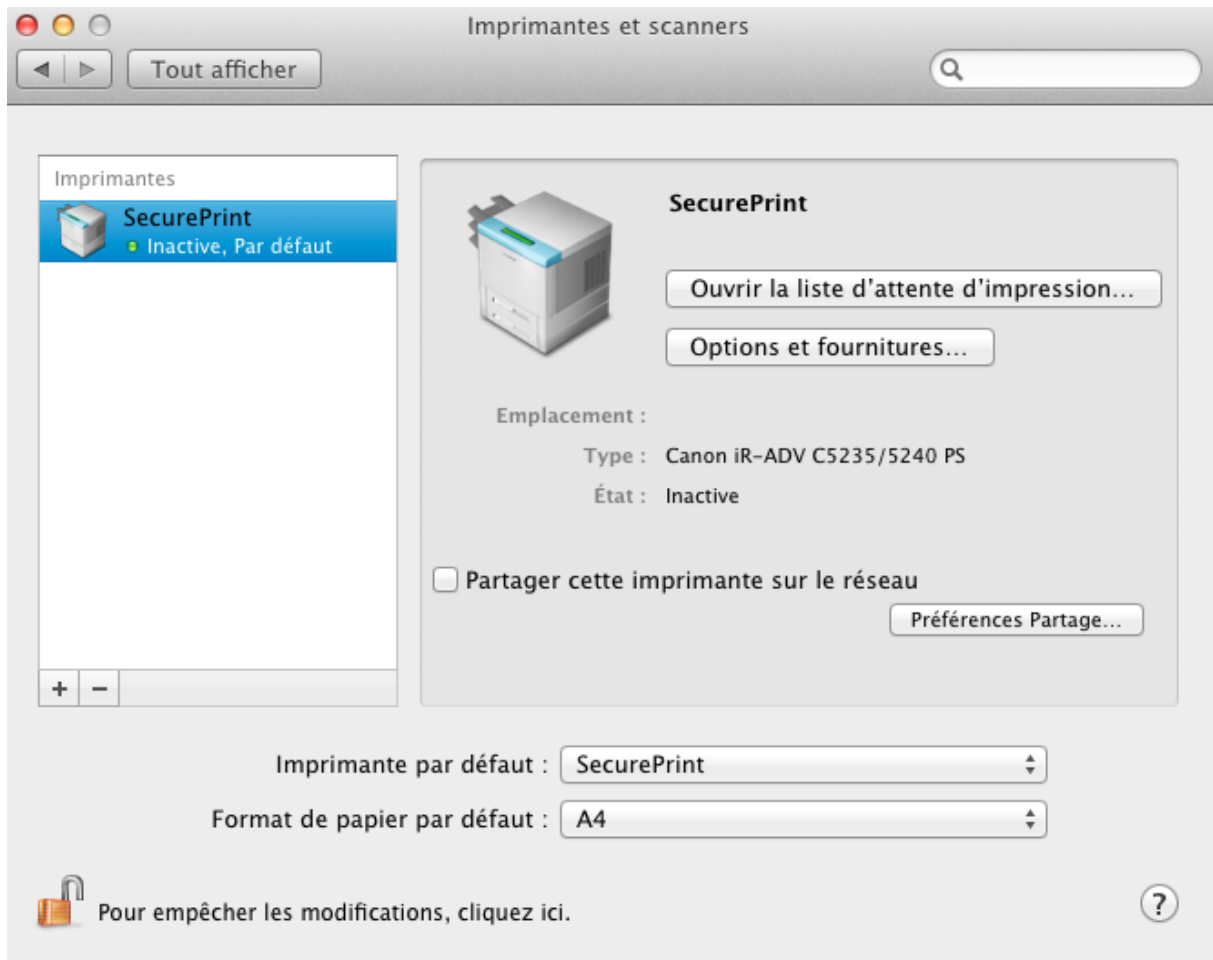 Imprimantes et scanners
Tout afficher
Imprimantes
SecurePrint
Inactive, Par défaut
SecurePrint
Ouvrir la liste d’attente d’impression...
Options et fournitures...
Emplacement :
Type : Canon iR-ADV C5235/5240 PS
État : Inactive
Partager cette imprimante sur le réseau
Préférences Partage...
+ −
Imprimante par défaut : SecurePrint
Format de papier par défaut : A4
Pour empêcher les modifications, cliquez ici.
?